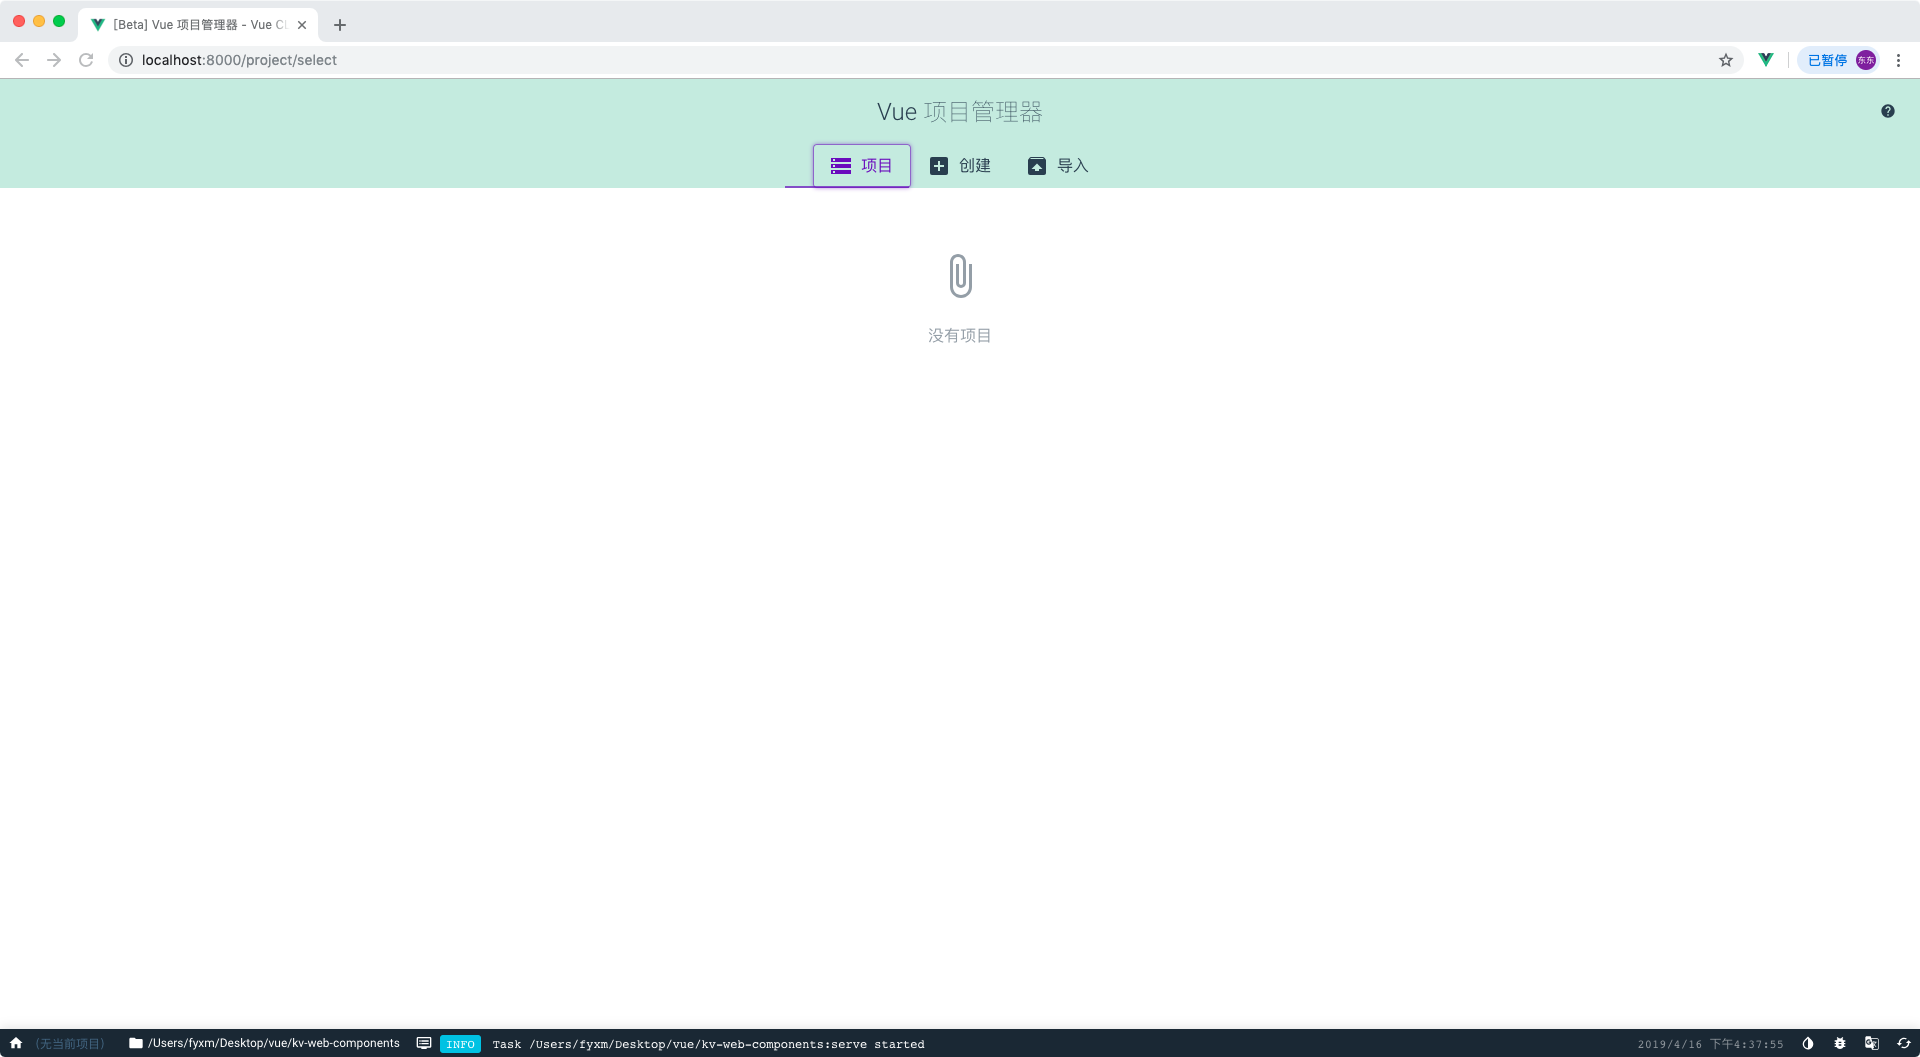 [Beta] Vue 项目管理器 - Vue CL
localhost:8000/project/select
已暂停
东东
Vue 项目管理器
项目
创建
导入
没有项目
(无当前项目) /Users/fyxm/Desktop/vue/kv-web-components INFO Task /Users/fyxm/Desktop/vue/kv-web-components:serve started 2019/4/16 下午4:37:55